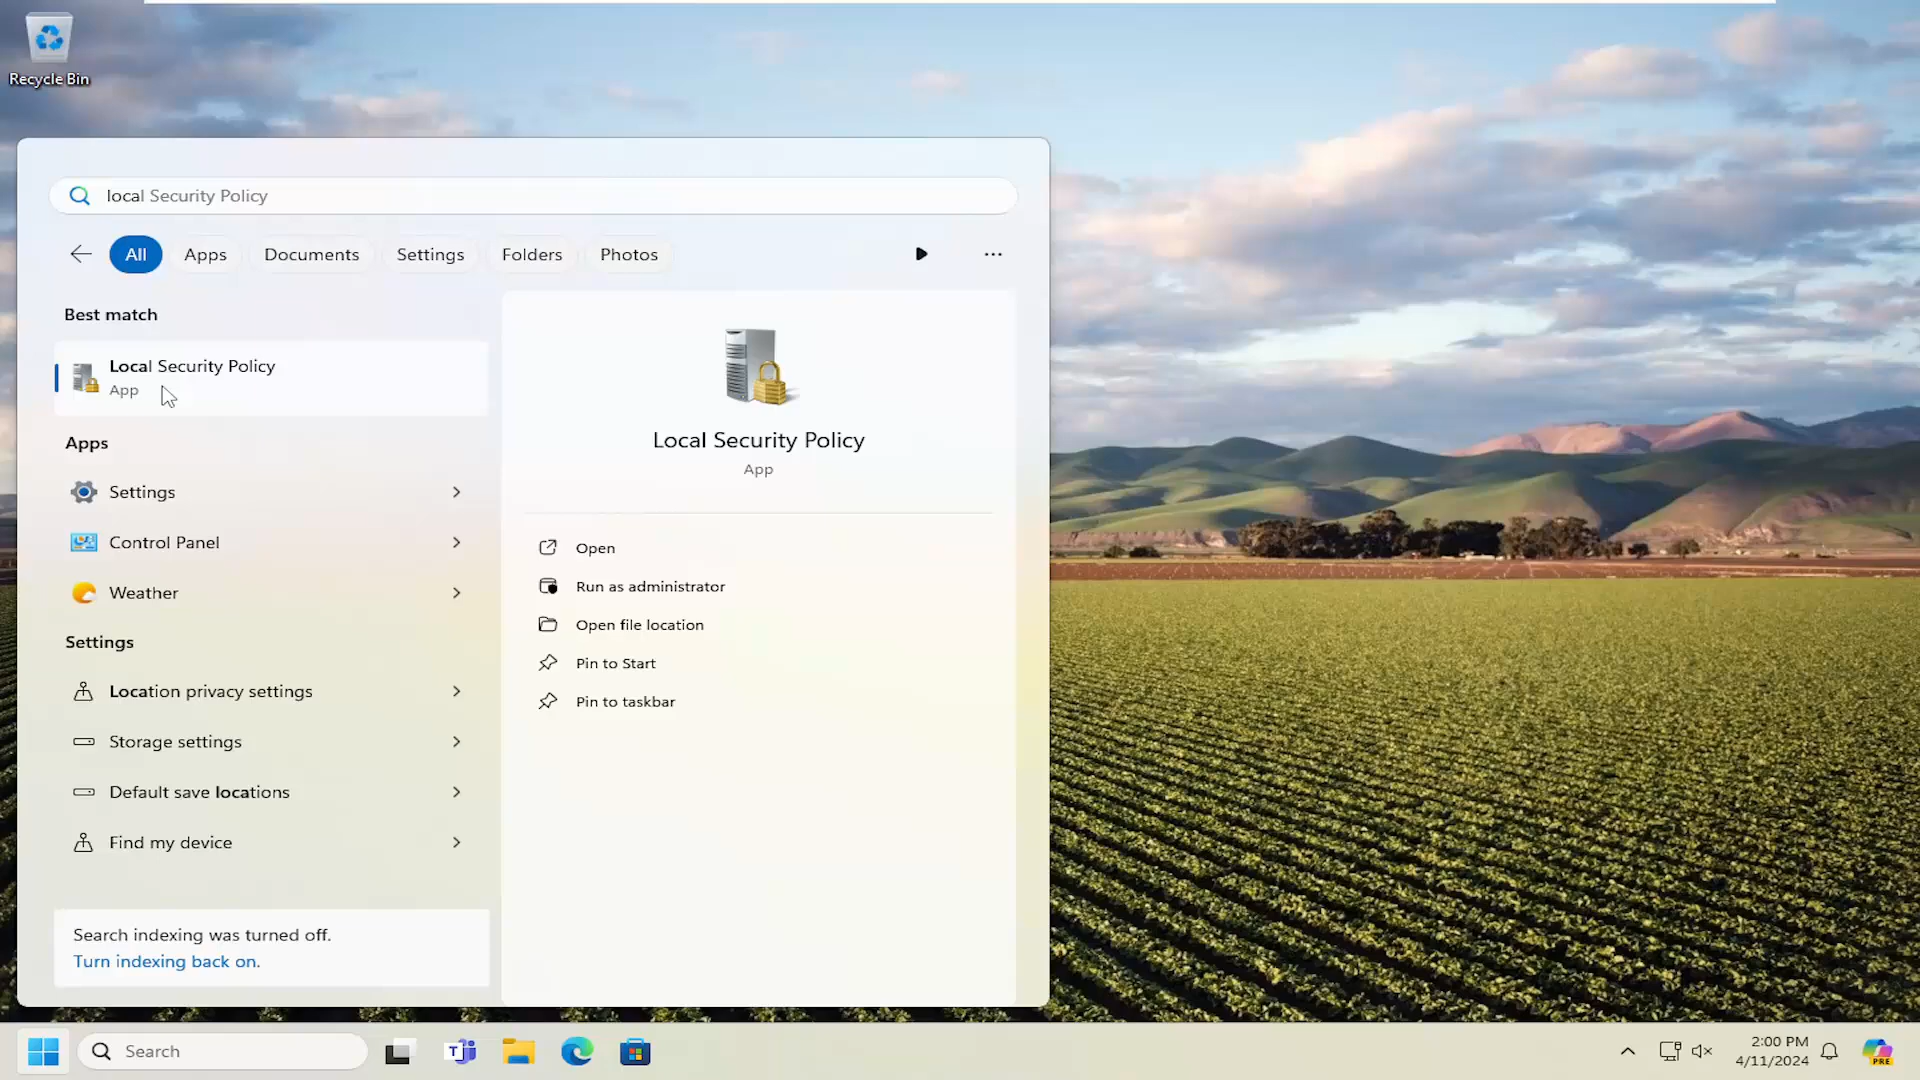 Recycle Bin
local Security Policy
All Apps Documents Settings Folders Photos
Best match
Local Security Policy
App
Apps
Settings
Control Panel
Weather
Settings
Location privacy settings
Storage settings
Default save locations
Find my device
Search indexing was turned off.
Turn indexing back on.
Local Security Policy
App
Open
Run as administrator
Open file location
Pin to Start
Pin to taskbar
Search
2:00 PM
4/11/2024
PRE